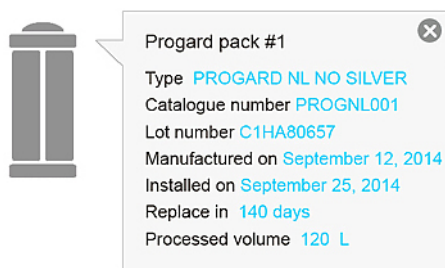 Progard pack #1
Type PROGARD NL NO SILVER
Catalogue number PROGNL001
Lot number C1HA80657
Manufactured on September 12, 2014
Installed on September 25, 2014
Replace in 140 days
Processed volume 120 L